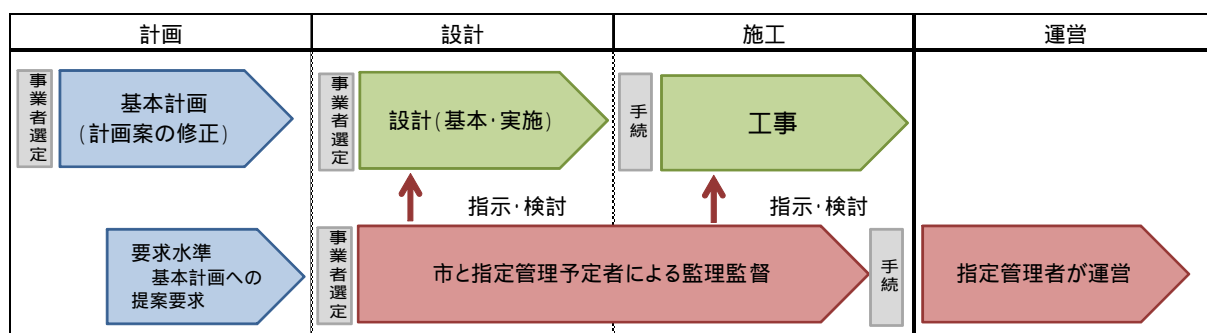 計画
設計
施工
運営
事業者選定
基本計画
(計画案の修正)
事業者選定
設計(基本・実施)
手続
工事
指示・検討
指示・検討
要求水準
基本計画への
提案要求
事業者選定
市と指定管理予定者による監理監督
手続
指定管理者が運営